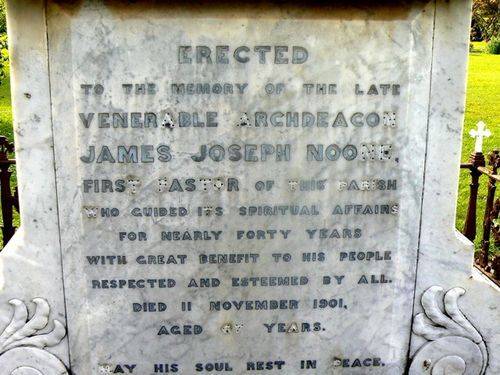 ERECTED
TO THE MEMORY OF THE LATE
VENERABLE ARCHDEACON
JAMES JOSEPH NOONE,
FIRST PASTOR OF THIS PARISH
WHO GUIDED ITS SPIRITUAL AFFAIRS
FOR NEARLY FORTY YEARS
WITH GREAT BENEFIT TO HIS PEOPLE
RESPECTED AND ESTEEMED BY ALL.
DIED 11 NOVEMBER 1901,
AGED YEARS.
MAY HIS SOUL REST IN PEACE.